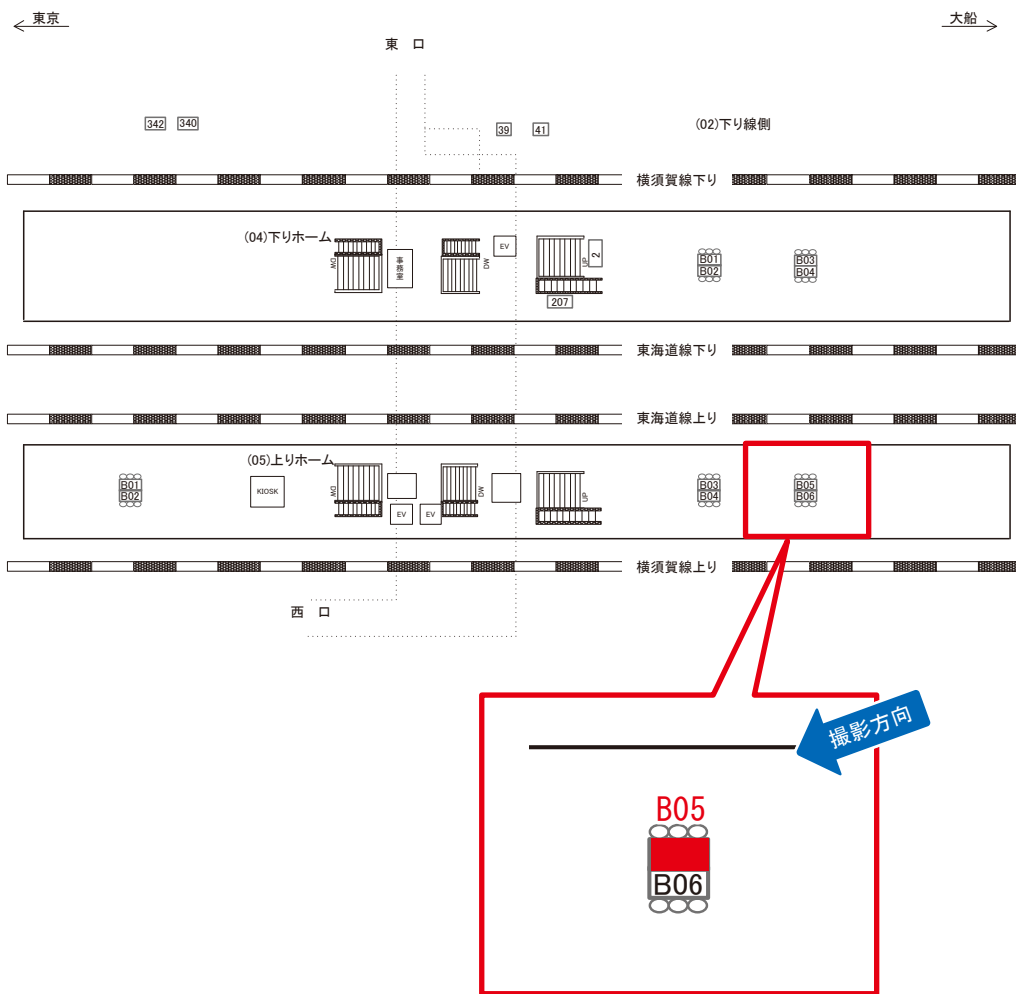 東京
大船
東 口
342 340
39 41
(02)下り線側
横須賀線下り
(04)下りホーム
DW
事務室
DW
EV
UP
2
207
B01
B02
B03
B04
東海道線下り
東海道線上り
(05)上りホーム
B01
B02
KIOSK
DW
EV
EV
DW
UP
B03
B04
B05
B06
横須賀線上り
西 口
撮影方向
B05
B06